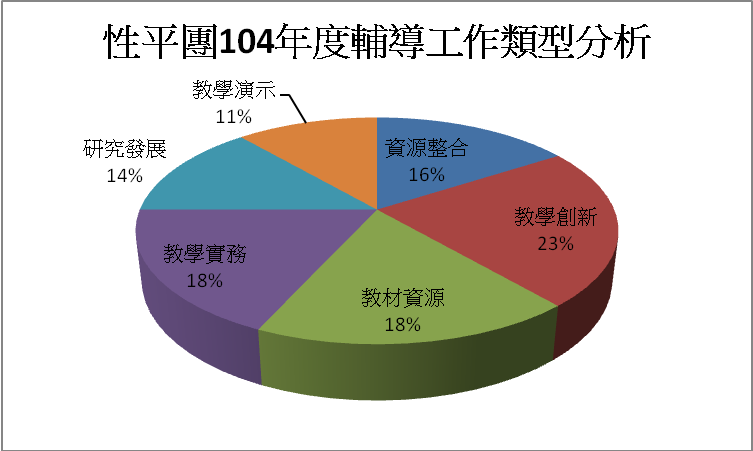 性平團104年度輔導工作類型分析
教學演示
11%
資源整合
16%
研究發展
14%
教學創新
23%
教學實務
18%
教材資源
18%